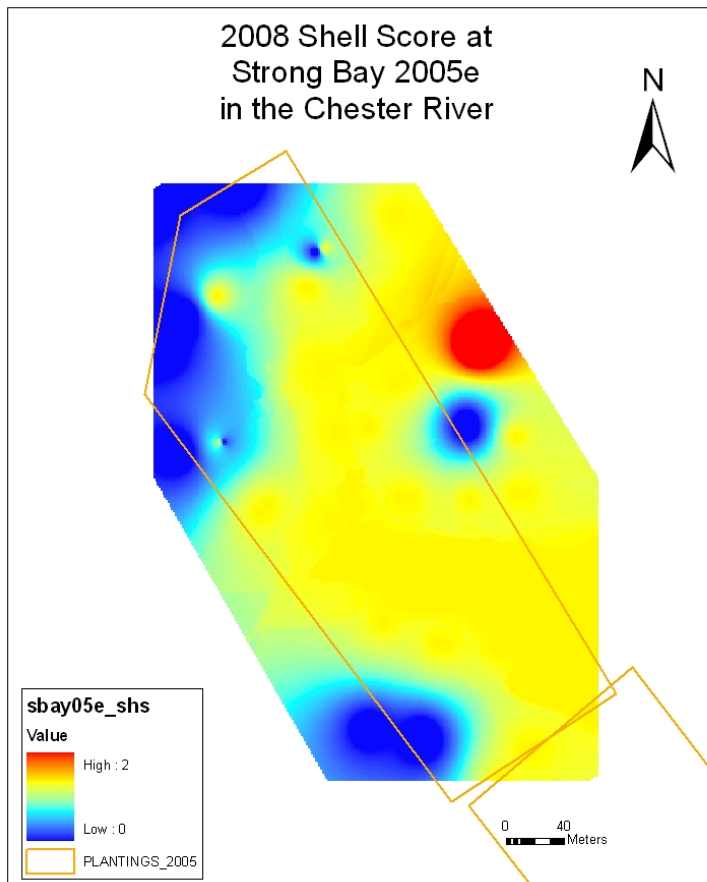 2008 Shell Score at
Strong Bay 2005e
in the Chester River
N
sbay05e_shs
Value
High : 2
Low : 0
PLANTINGS_2005
0 40
Meters